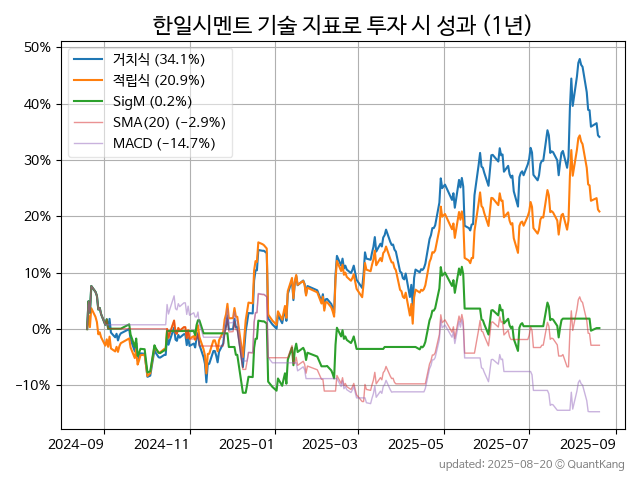 한일시멘트 기술 지표로 투자 시 성과 (1년)
50%
40%
30%
20%
10%
0%
−10%
거치식 (34.1%)
적립식 (20.9%)
SigM (0.2%)
SMA(20) (−2.9%)
MACD (−14.7%)
2024-09 2024-11 2025-01 2025-03 2025-05 2025-07 2025-09
updated: 2025-08-20 © QuantKang